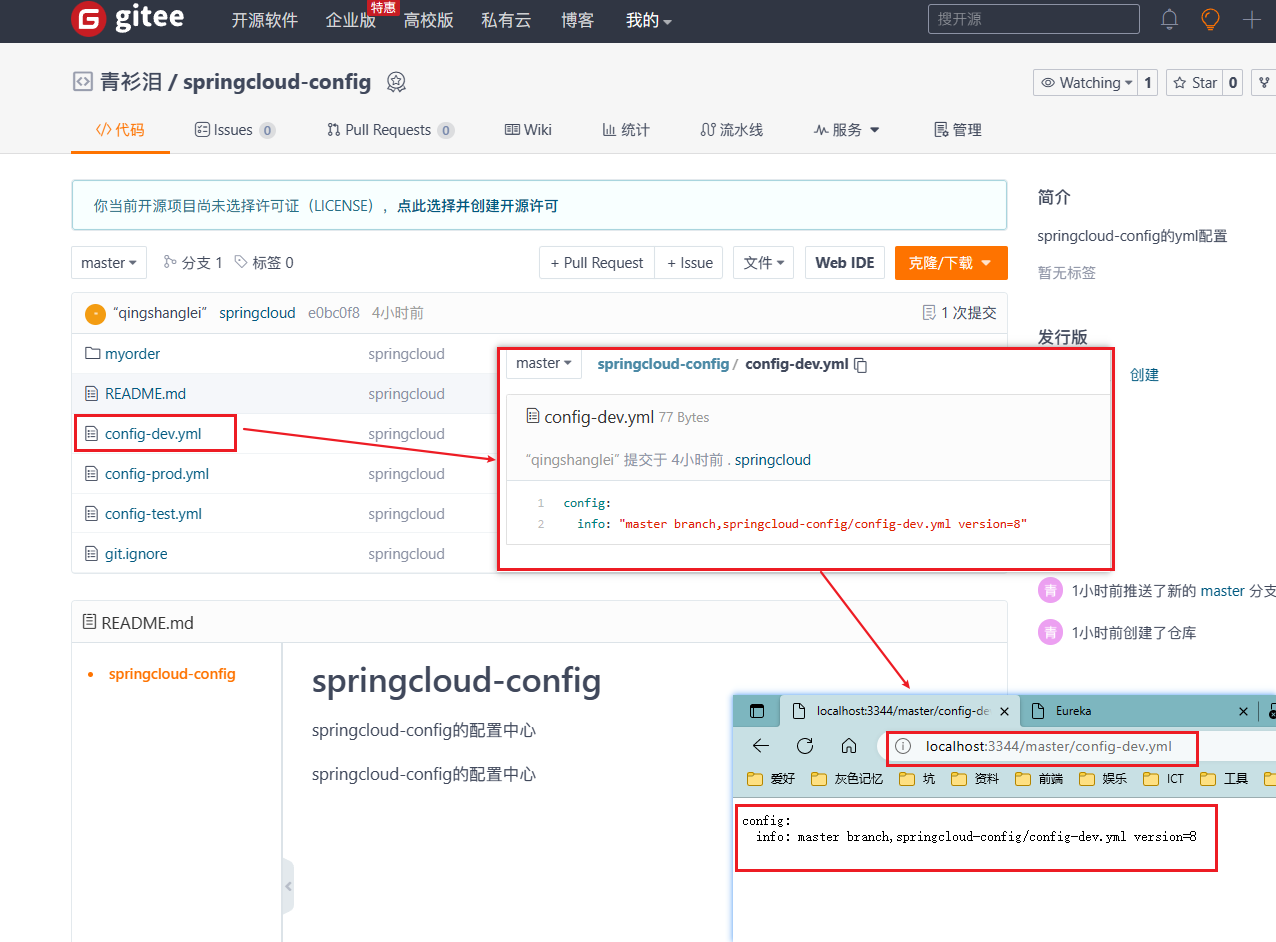 gitee 开源软件 企业版 特惠 高校版 私有云 博客 我的 搜开源
青衫泪 / springcloud-config Watching 1 Star 0
代码 Issues 0 Pull Requests 0 Wiki 统计 流水线 服务 管理
你当前开源项目尚未选择许可证（LICENSE），点此选择并创建开源许可
master 分支 1 标签 0 + Pull Request + Issue 文件 Web IDE 克隆/下载
"qingshanglei" springcloud e0bc0f8 4小时前 1 次提交
myorder springcloud
README.md springcloud
config-dev.yml springcloud
config-prod.yml springcloud
config-test.yml springcloud
git.ignore springcloud
简介
springcloud-config的yml配置
暂无标签
发行版
创建
master springcloud-config / config-dev.yml
config-dev.yml 77 Bytes
"qingshanglei" 提交于 4小时前 . springcloud
1 config:
2 info: "master branch,springcloud-config/config-dev.yml version=8"
青 1小时前推送了新的 master 分支
青 1小时前创建了仓库
README.md
springcloud-config
springcloud-config
springcloud-config的配置中心
springcloud-config的配置中心
localhost:3344/master/config-de Eureka
localhost:3344/master/config-dev.yml
爱好 灰色记忆 坑 资料 前端 娱乐 ICT 工具
config:
info: master branch,springcloud-config/config-dev.yml version=8